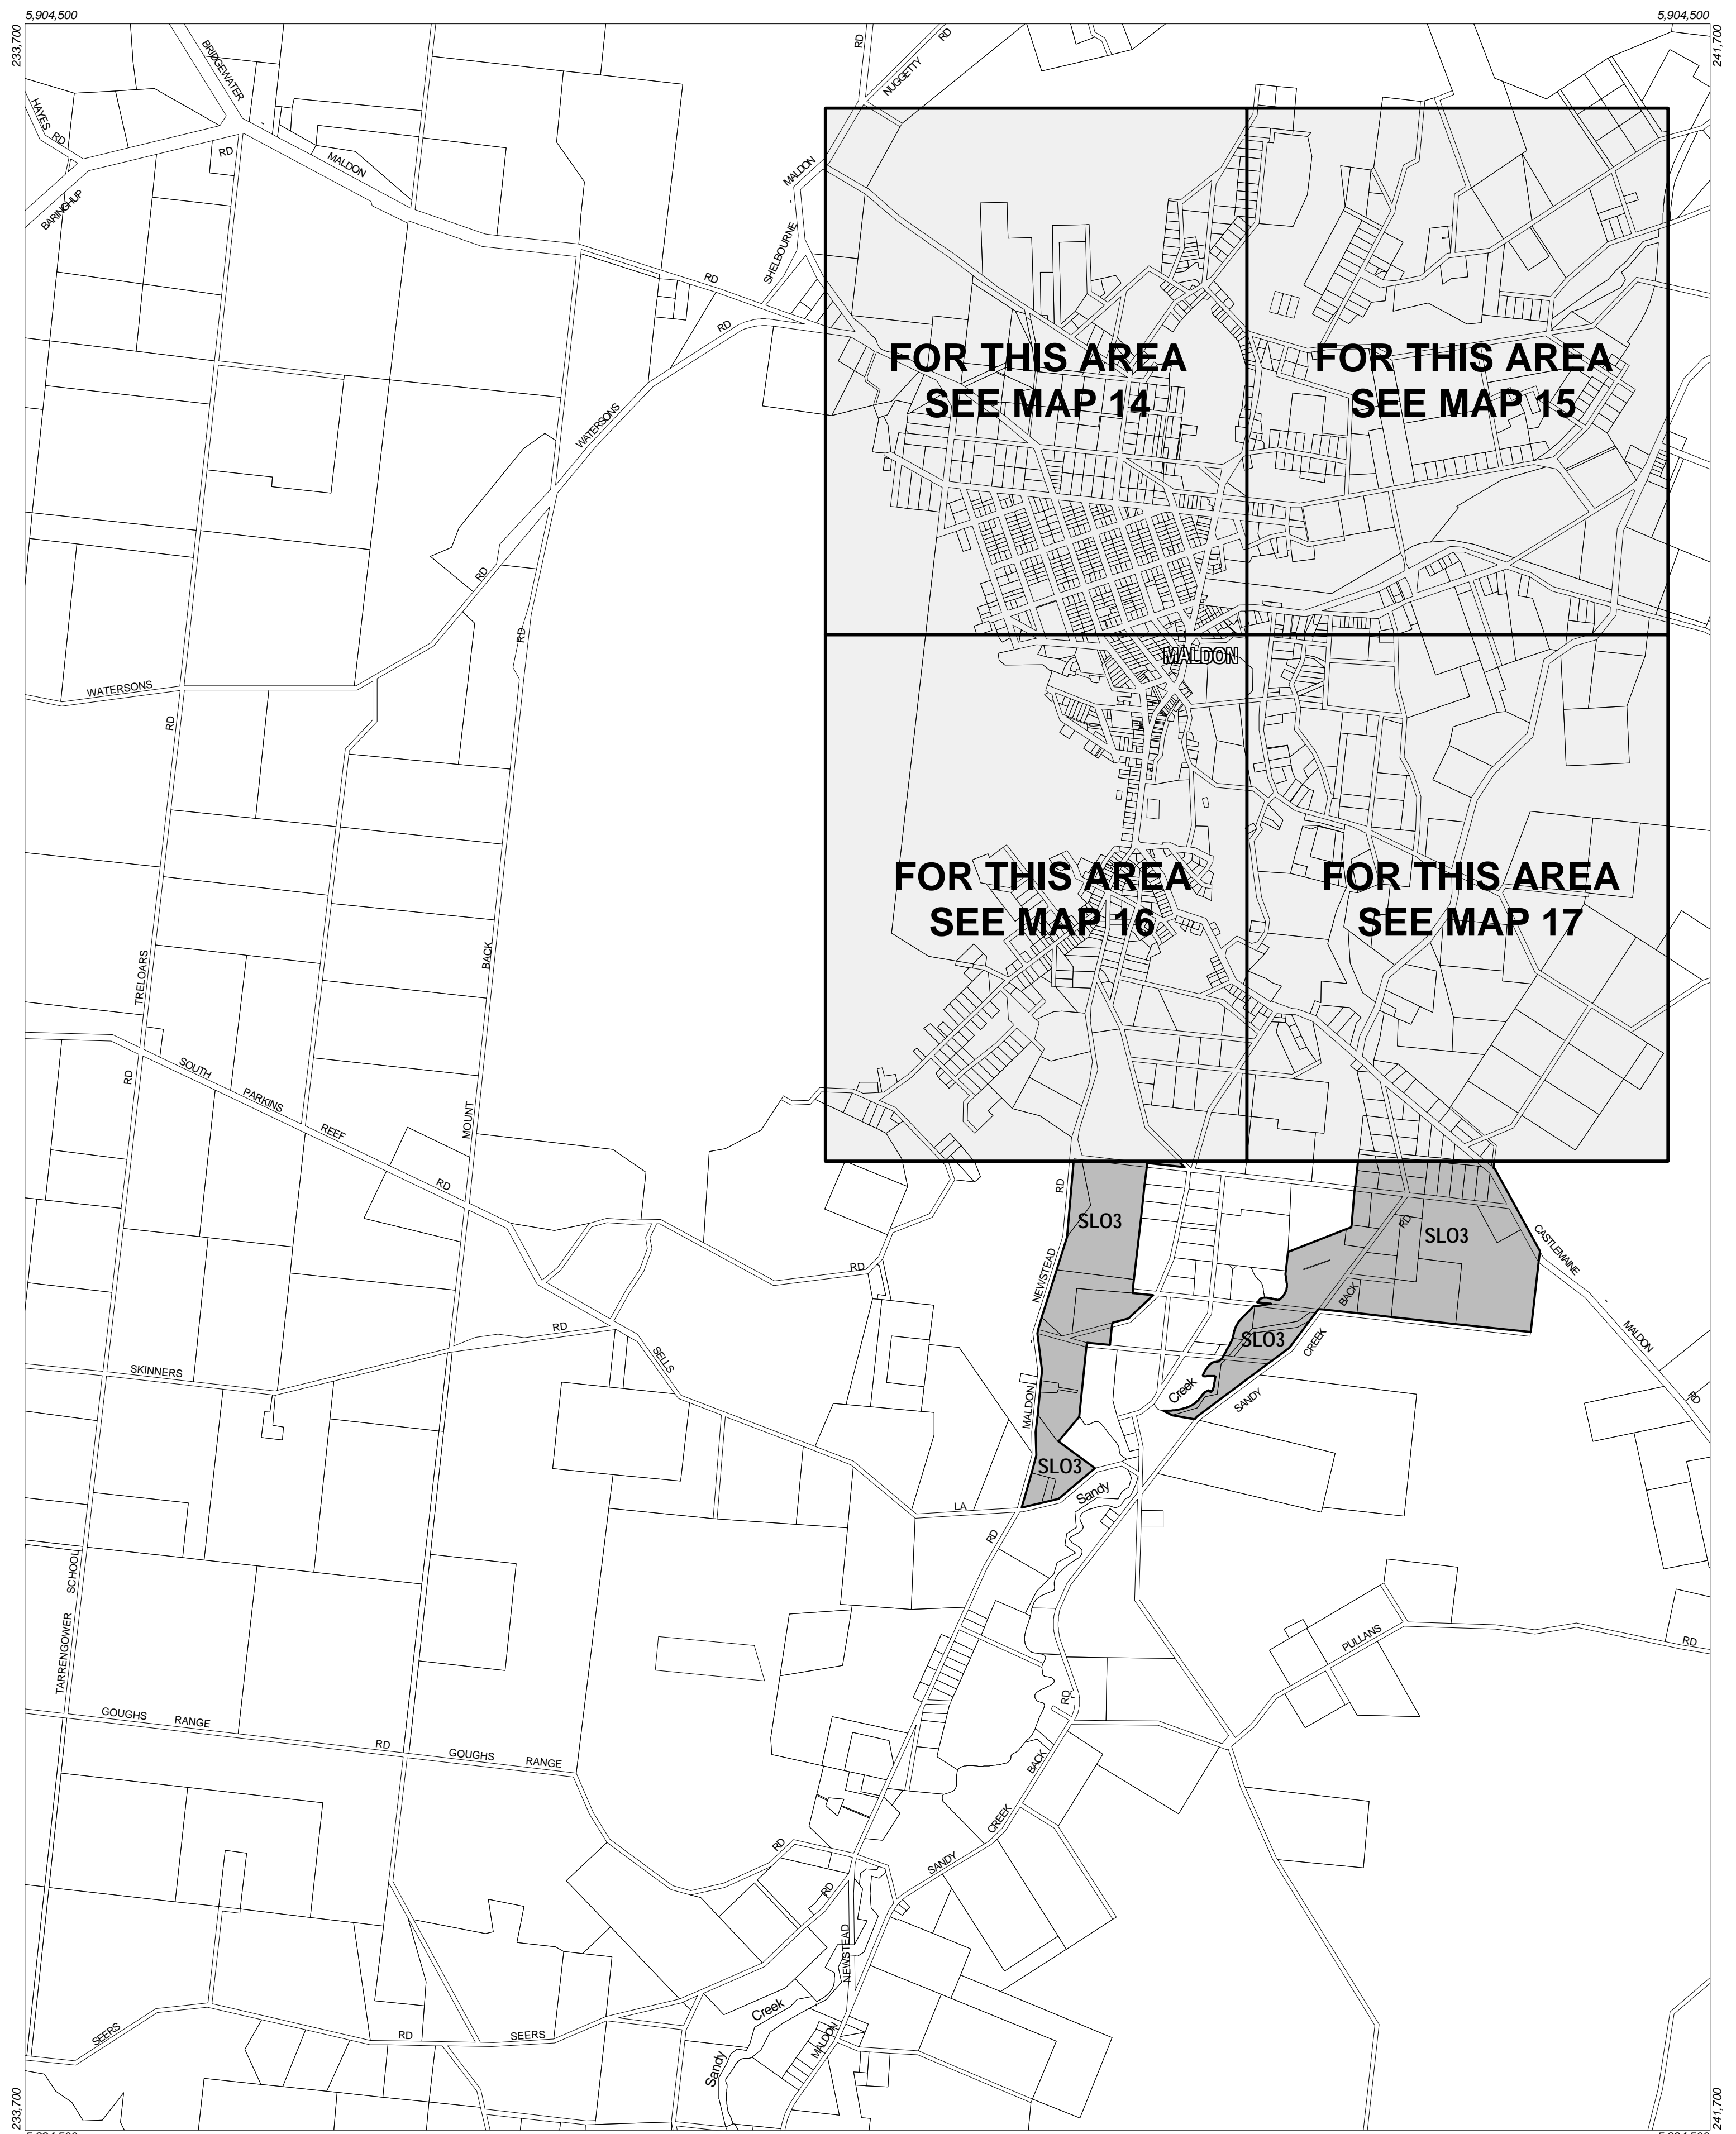 5,904,500
5,904,500
233,700
241,700
BRIDGEWATER
-
MALDON
RD
HAYES
RD
RD
BARINGHUP
RD
NUGGETTY
RD
MALDON
-
SHELBOURNE
RD
RD
WATERSONS
RD
RD
FOR THIS AREA
SEE MAP 14
FOR THIS AREA
SEE MAP 15
MALDON
WATERSONS
RD
FOR THIS AREA
SEE MAP 16
FOR THIS AREA
SEE MAP 17
TRELOARS
RD
BACK
MOUNT
SOUTH
PARKINS
REEF
RD
RD
RD
NEWSTEAD
-
MALDON
SLO3
SLO3
SLO3
SLO3
RD
BACK
CREEK
SANDY
CASTLEMAINE
-
MALDON
RD
Creek
Sandy
SKINNERS
RD
SELLS
LA
RD
SCHOOL
TARRENGOWER
PULLANS
RD
GOUGHS
RANGE
RD
GOUGHS
RANGE
RD
RD
BACK
CREEK
SANDY
RD
NEWSTEAD
MALDON
Creek
Sandy
SEERS
RD
SEERS
233,700
241,700